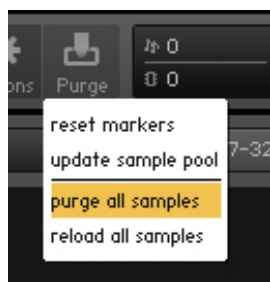 0
ons Purge 0
reset markers
update sample pool
7-32
purge all samples
reload all samples